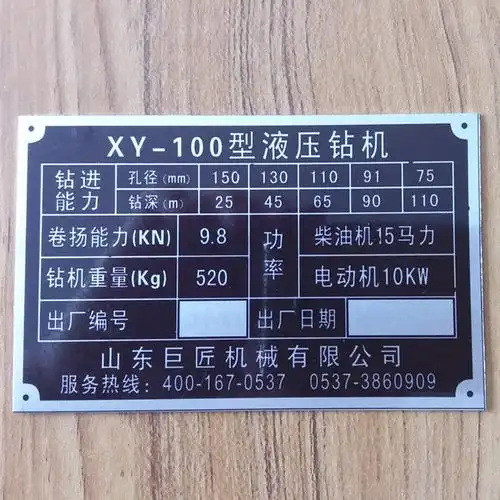 XY-100型液压钻机
钻进能力 孔径(mm) 150 130 110 91 75
钻深(m) 25 45 65 90 110
卷扬能力(KN) 9.8 功率 柴油机15马力
钻机重量(Kg) 520 电动机10KW
出厂编号 出厂日期
山东巨匠机械有限公司
服务热线: 400-167-0537 0537-3860909